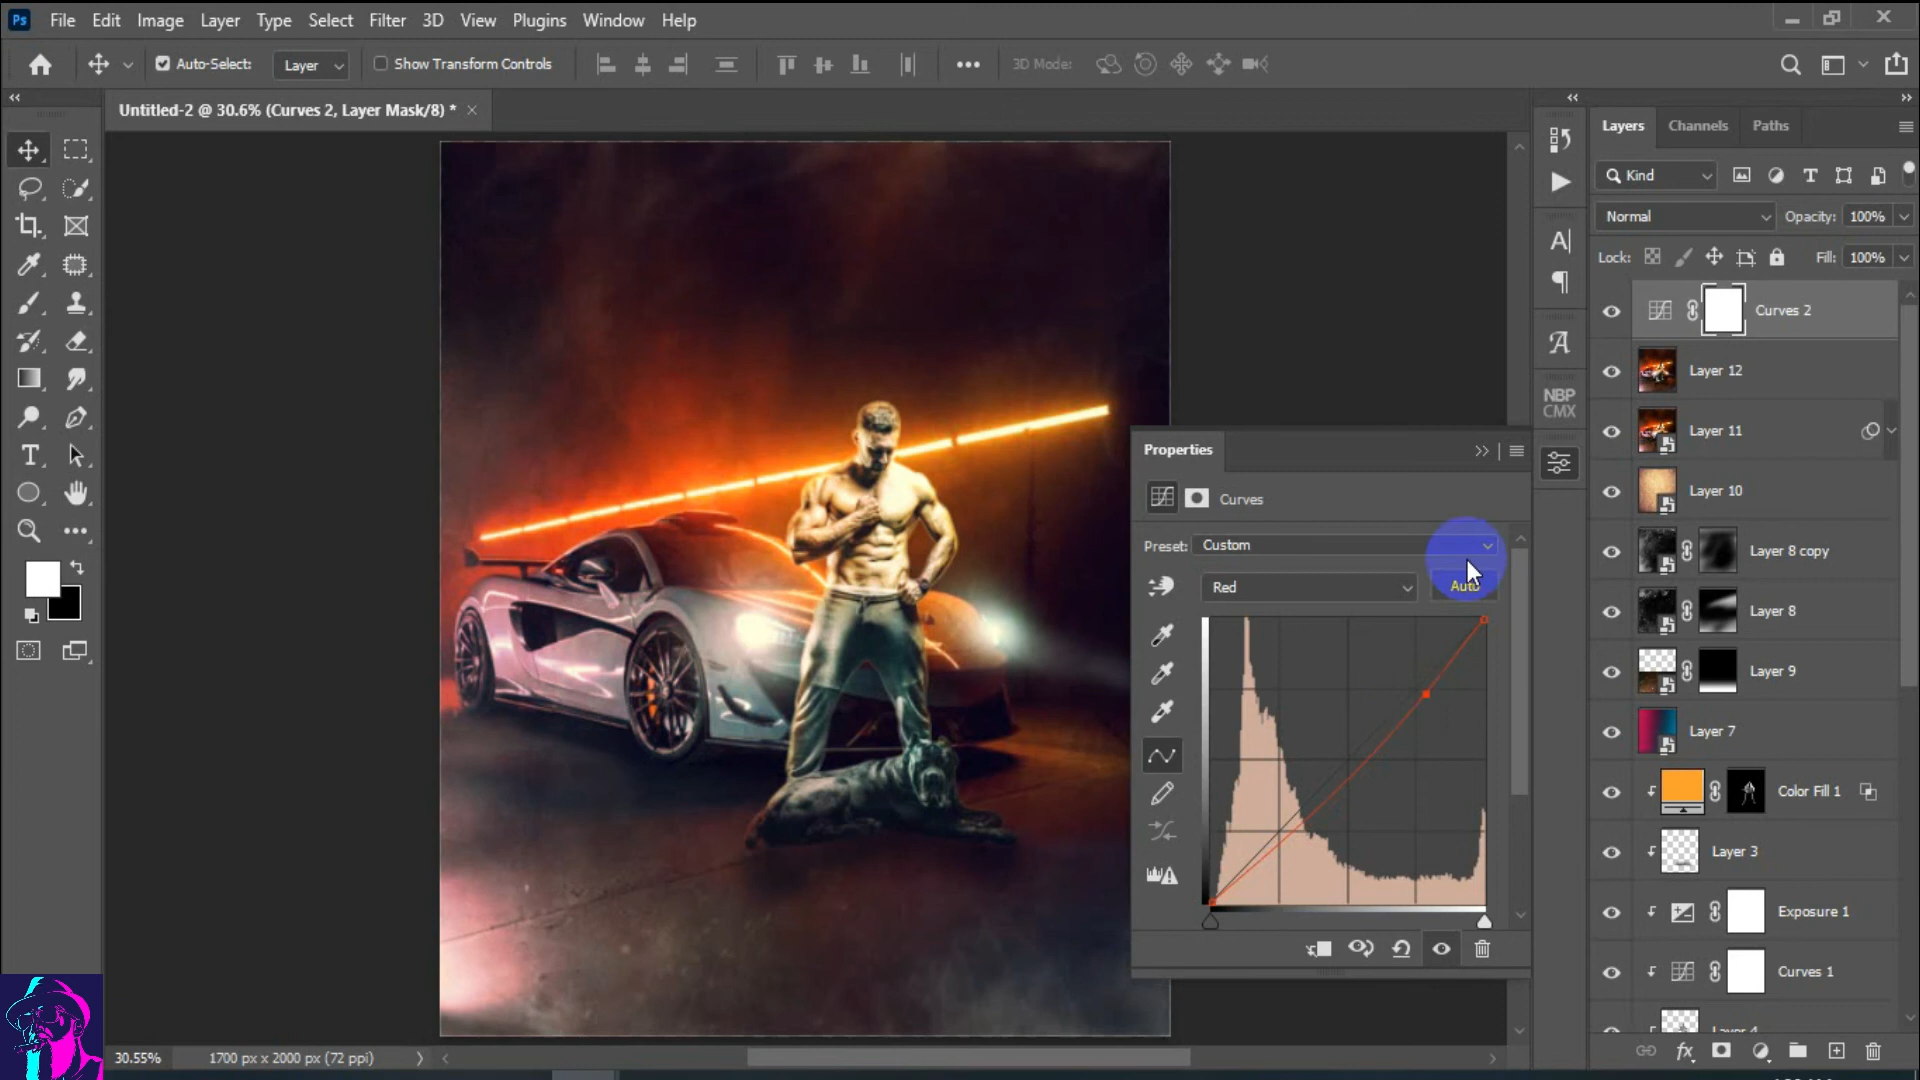 Ps File Edit Image Layer Type Select Filter 3D View Plugins Window Help
Auto-Select: Layer Show Transform Controls 3D Mode:
Untitled-2 @ 30.6% (Curves 2, Layer Mask/8) *
Layers Channels Paths
Kind
Normal Opacity: 100%
Lock: Fill: 100%
Curves 2
Layer 12
Layer 11
NBP
CMX
Layer 10
Layer 8 copy
Layer 8
Layer 9
Layer 7
Color Fill 1
Layer 3
Exposure 1
Curves 1
Layer 4
Properties
Curves
Preset: Custom
Red Auto
30.55% 1700 px x 2000 px (72 ppi)